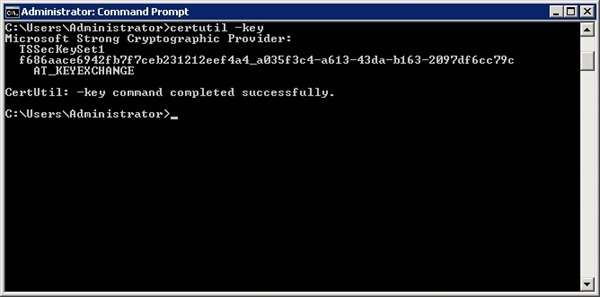 Administrator: Command Prompt
C:\Users\Administrator>certutil -key
Microsoft Strong Cryptographic Provider:
TSSecKeySet1
f686aace6942fb7f7ceb231212eef4a4_a035f3c4-a613-43da-b163-2097df6cc79c
AT_KEYEXCHANGE
CertUtil: -key command completed successfully.
C:\Users\Administrator>_